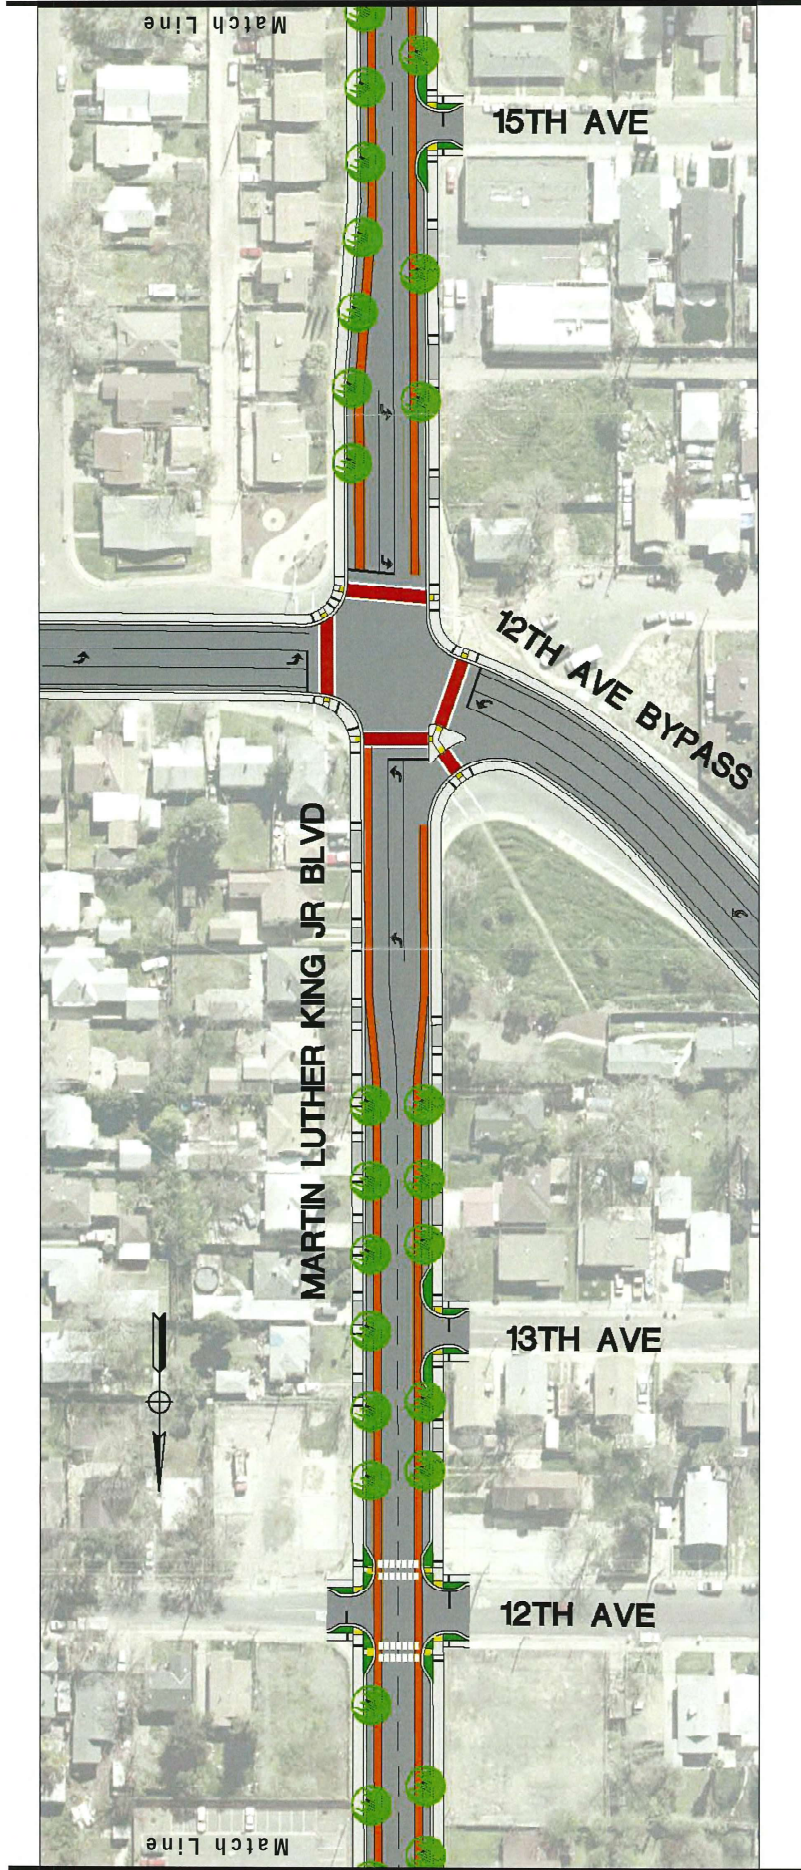 Match Line
15TH AVE
12TH AVE BYPASS
MARTIN LUTHER KING JR BLVD
13TH AVE
12TH AVE
Match Line